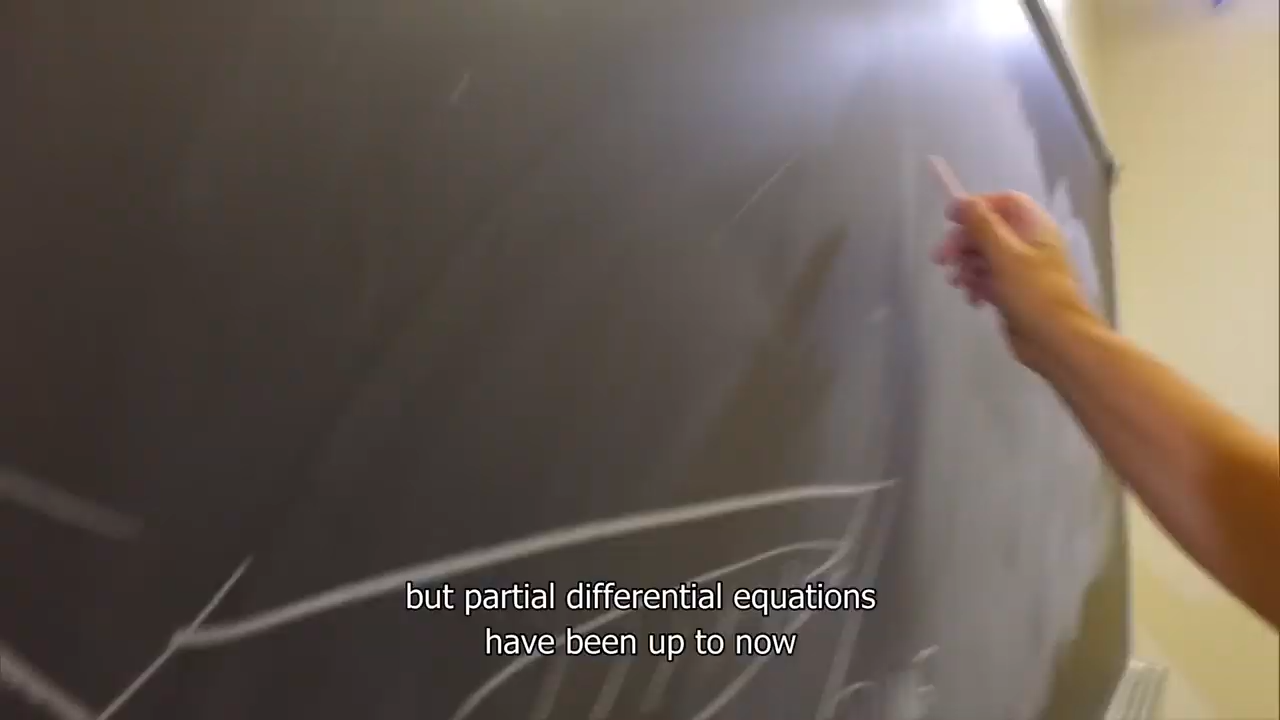 but partial differential equations
have been up to now